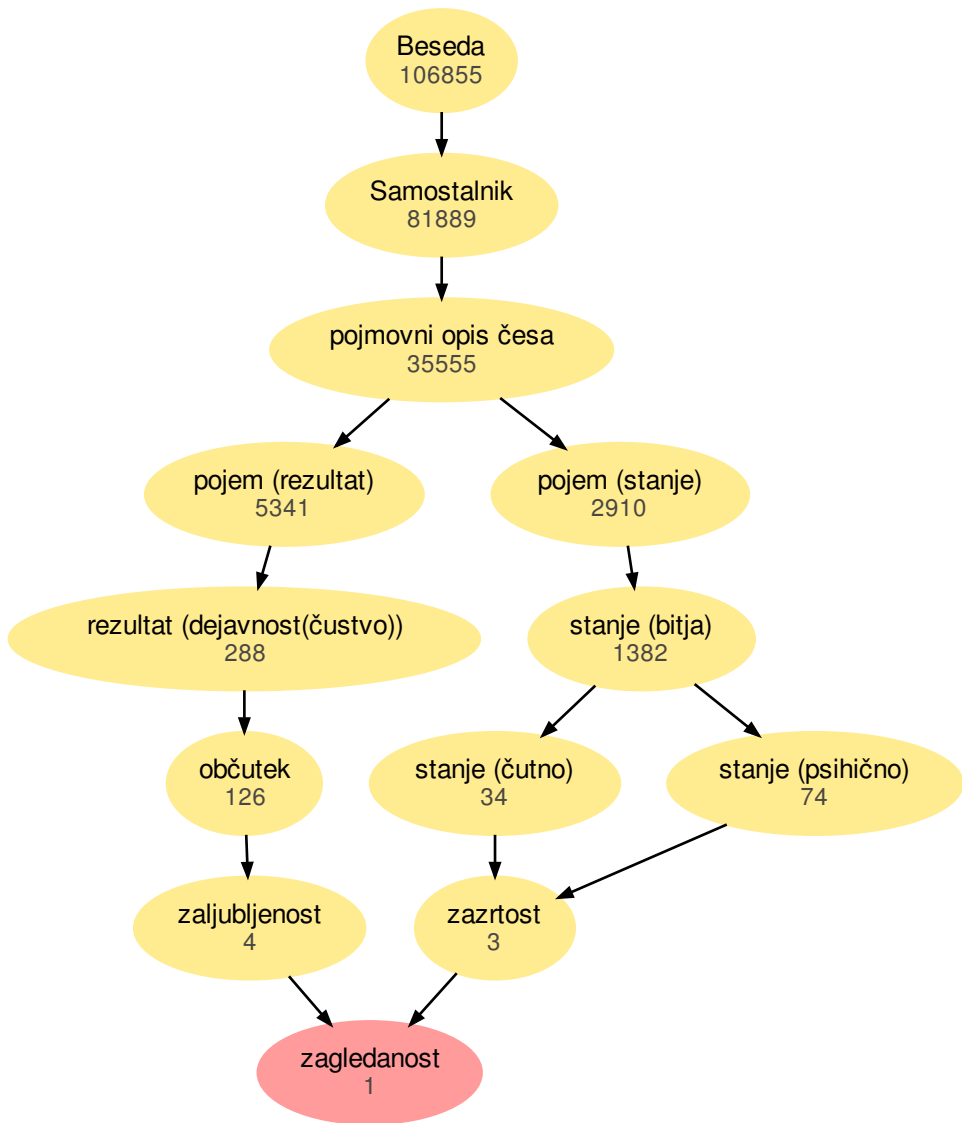 Beseda
106855
Samostalnik
81889
pojmovni opis česa
35555
pojem (rezultat)
5341
pojem (stanje)
2910
rezultat (dejavnost(čustvo))
288
stanje (bitja)
1382
občutek
126
stanje (čutno)
34
stanje (psihično)
74
zaljubljenost
4
zazrtost
3
zagledanost
1